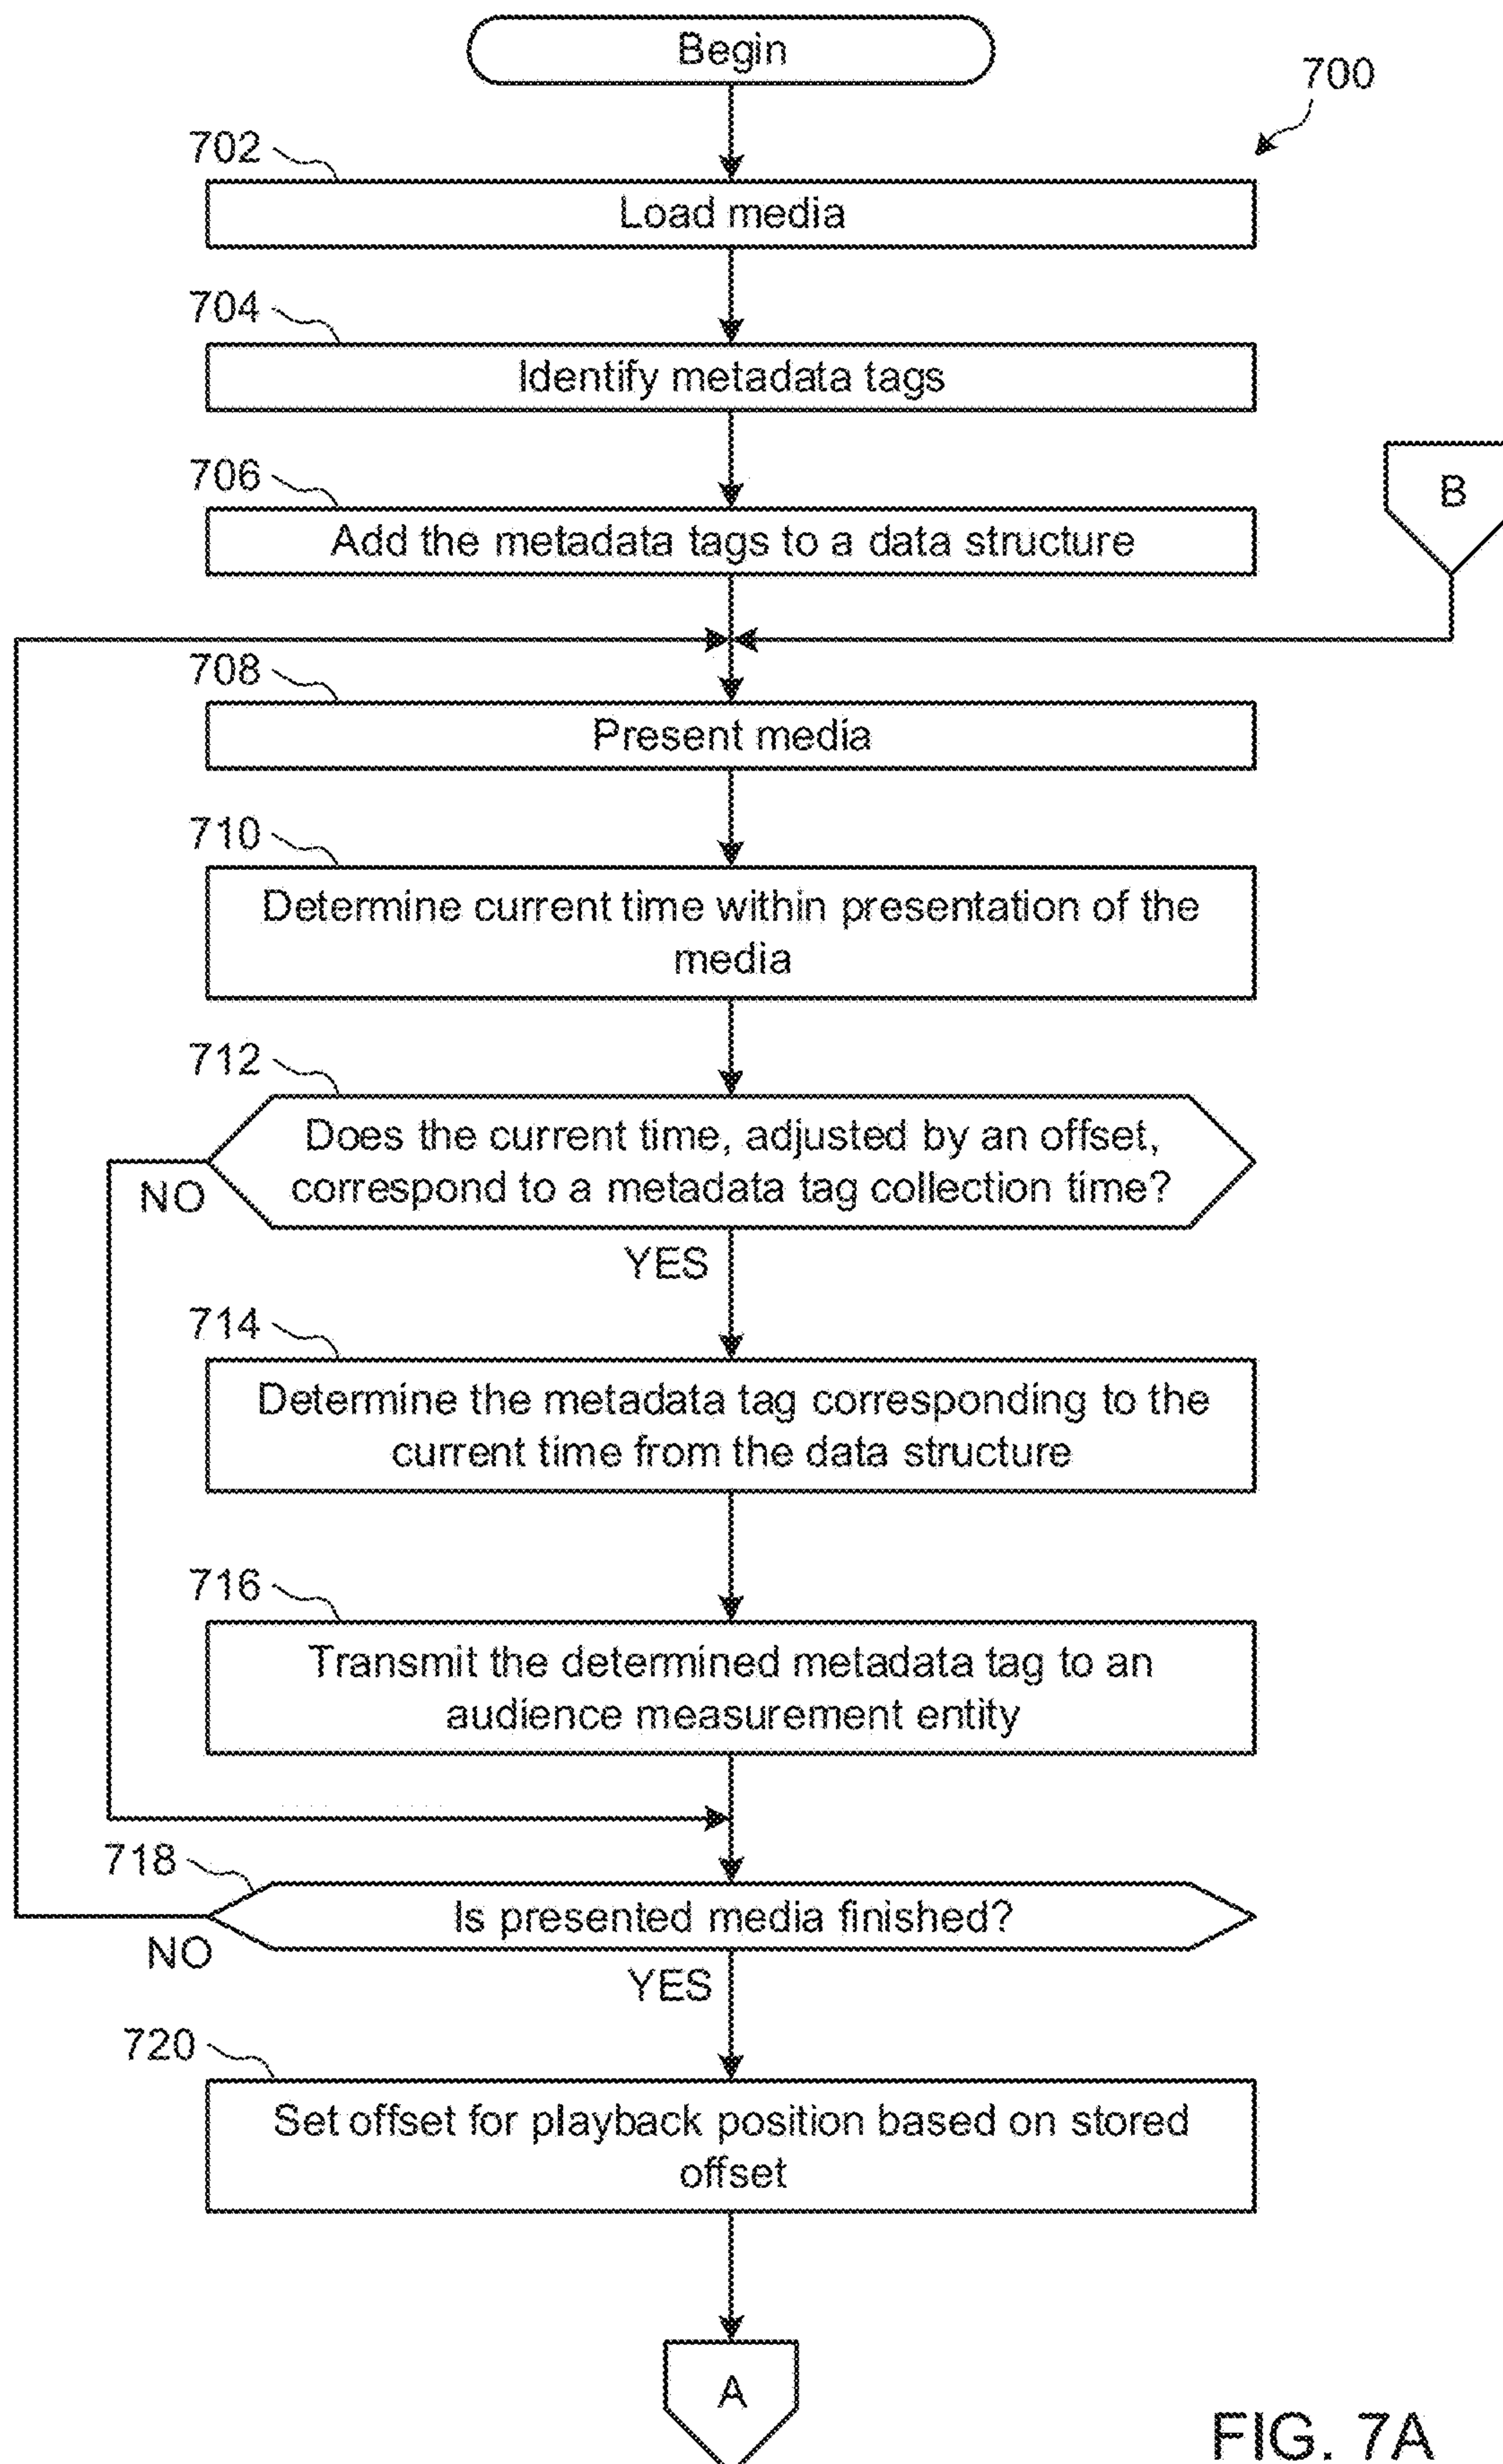 Begin
700
702
Load media
704
Identify metadata tags
706
Add the metadata tags to a data structure
B
708
Present media
710
Determine current time within presentation of the
media
712
Does the current time, adjusted by an offset,
correspond to a metadata tag collection time?
NO
YES
714
Determine the metadata tag corresponding to the
current time from the data structure
716
Transmit the determined metadata tag to an
audience measurement entity
718
Is presented media finished?
NO
YES
720
Set offset for playback position based on stored
offset
A
FIG. 7A